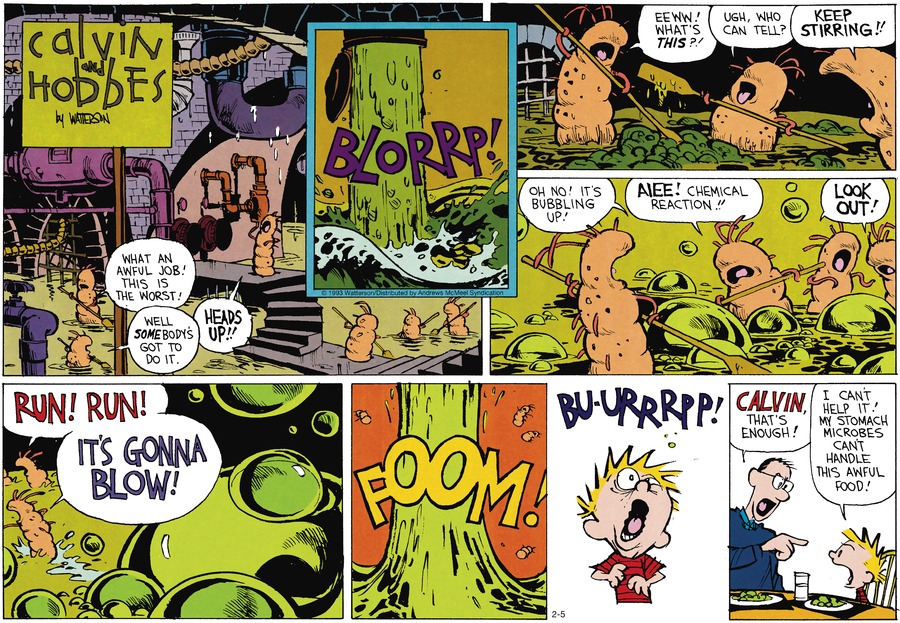 Calvin
and
HOBBES
by WATTERSON
WHAT AN
AWFUL JOB!
THIS IS
THE WORST!
WELL
SOMEBODY'S
GOT TO
DO IT.
HEADS
UP!!
BLORRP!
© 1993 Watterson/Distributed by Andrews McMeel Syndication
EEWW!
WHAT'S
THIS?!
UGH, WHO
CAN TELL?
KEEP
STIRRING!!
OH NO! IT'S
BUBBLING
UP!
AIEE! CHEMICAL
REACTION!!
LOOK
OUT!
RUN! RUN!
IT'S GONNA
BLOW!
FOOM!
2-5
BU-URRRPP!
CALVIN,
THAT'S
ENOUGH!
I CAN'T
HELP IT!
MY STOMACH
MICROBES
CAN'T
HANDLE
THIS AWFUL
FOOD!